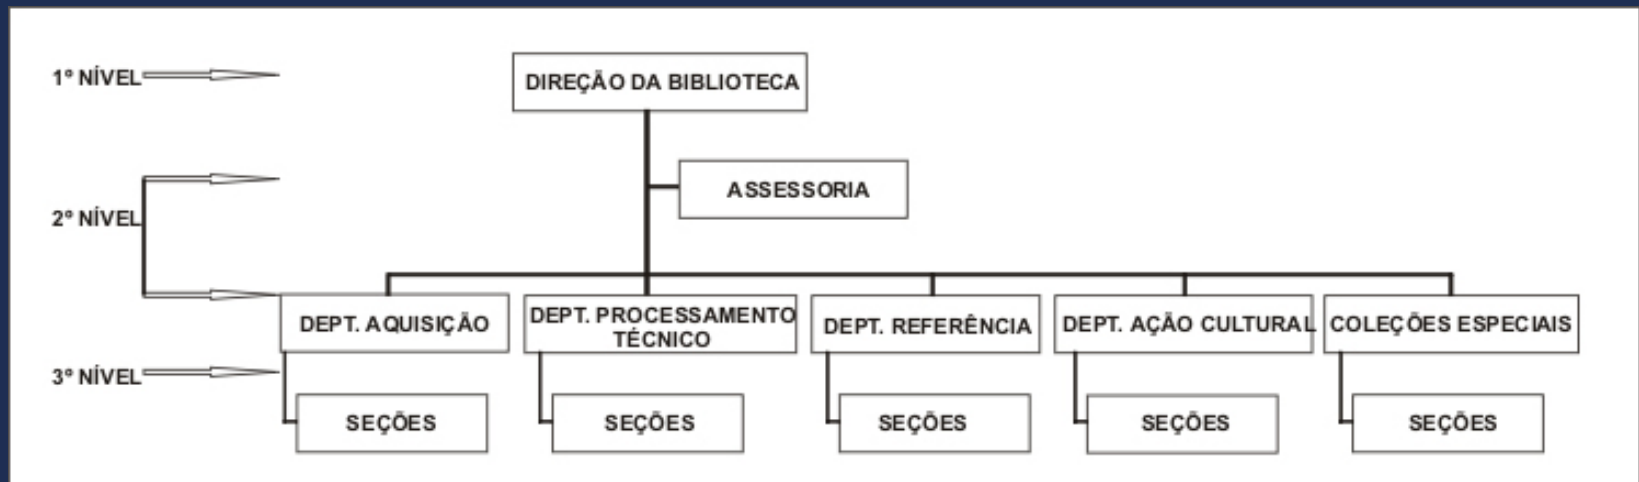 1º NÍVEL
DIREÇÃO DA BIBLIOTECA
ASSESSORIA
2º NÍVEL
DEPT. AQUISIÇÃO
DEPT. PROCESSAMENTO
TÉCNICO
DEPT. REFERÊNCIA
DEPT. AÇÃO CULTURAL
COLEÇÕES ESPECIAIS
3º NÍVEL
SEÇÕES
SEÇÕES
SEÇÕES
SEÇÕES
SEÇÕES